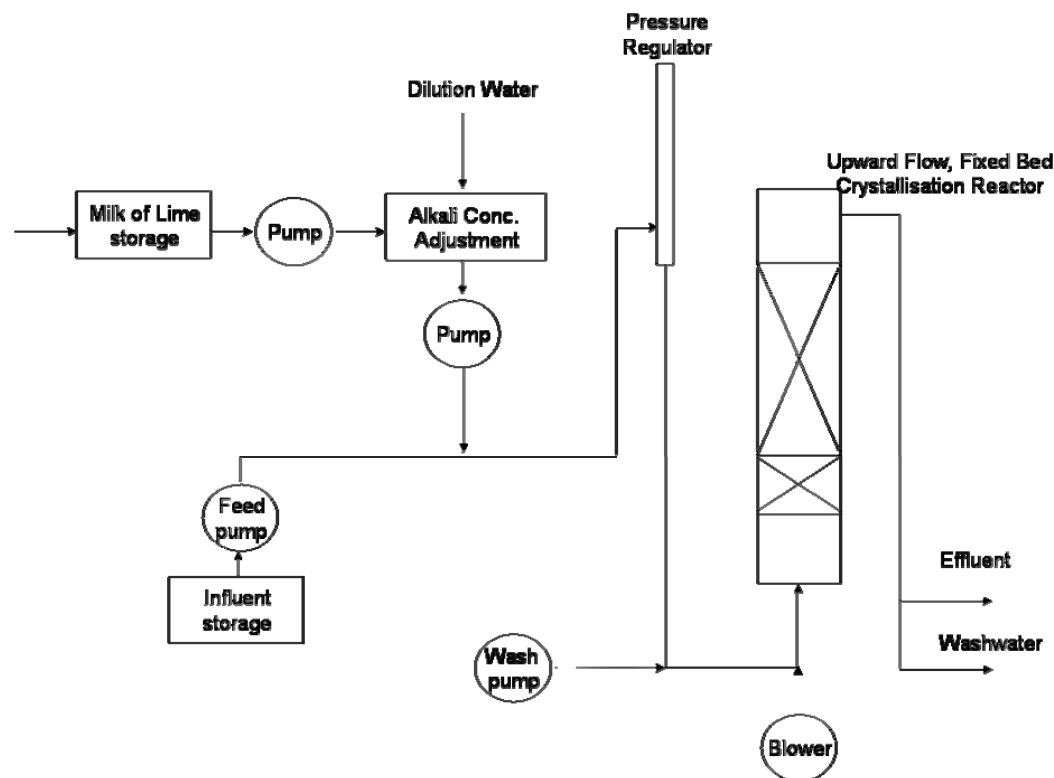 Pressure
Regulator
Dilution Water
Upward Flow, Fixed Bed
Crystallisation Reactor
Milk of Lime
storage
Pump
Alkali Conc.
Adjustment
Pump
Feed
pump
Influent
storage
Effluent
Washwater
Wash
pump
Blower